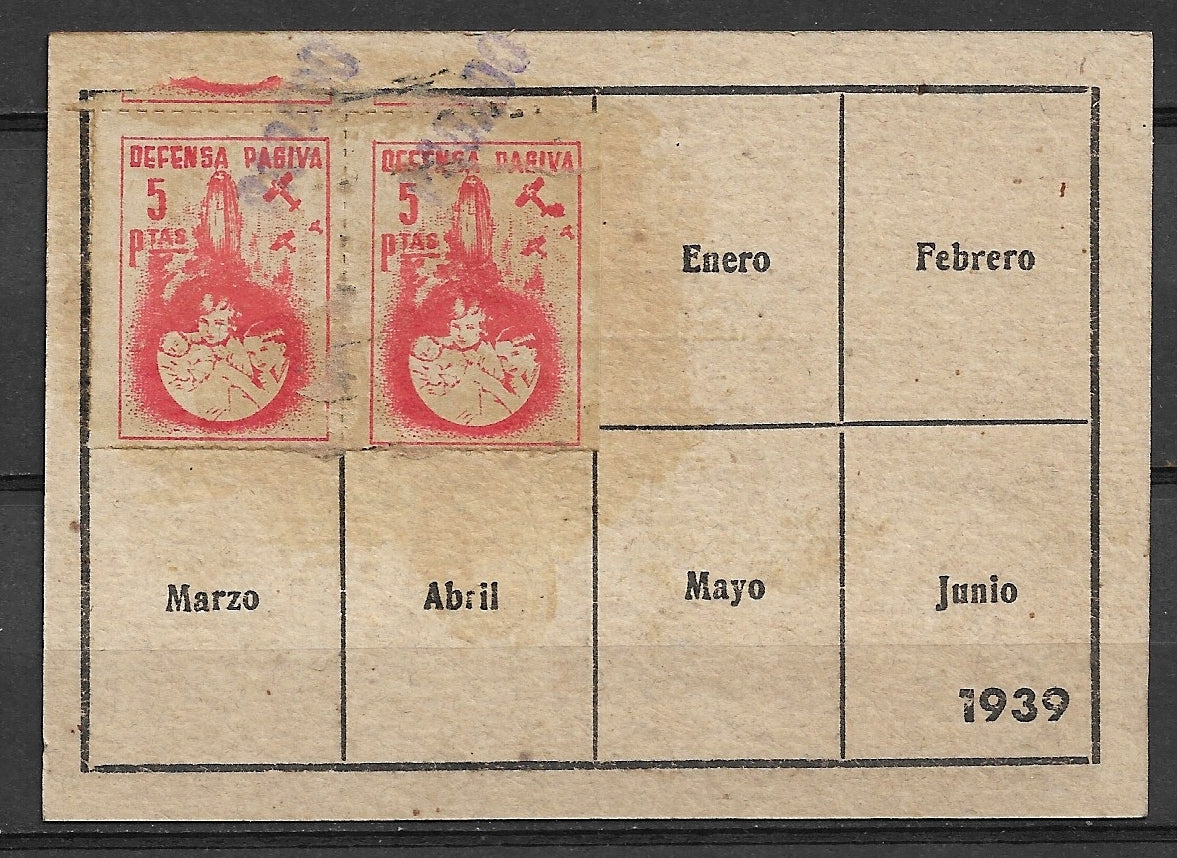 DEFENSA PASIVA
5
PTAS
DEFENSA PASIVA
5
PTAS
Enero
Febrero
Marzo
Abril
Mayo
Junio
1939